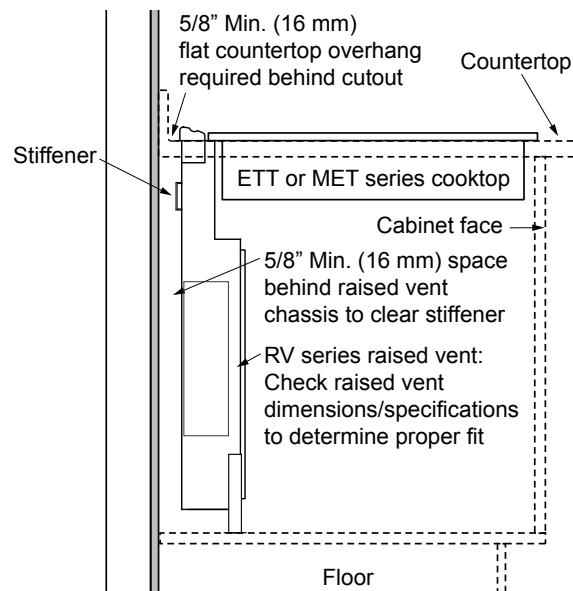 5/8” Min. (16 mm)
flat countertop overhang
required behind cutout
Countertop
Stiffener
ETT or MET series cooktop
Cabinet face
5/8” Min. (16 mm) space
behind raised vent
chassis to clear stiffener
RV series raised vent:
Check raised vent
dimensions/specifications
to determine proper fit
Floor